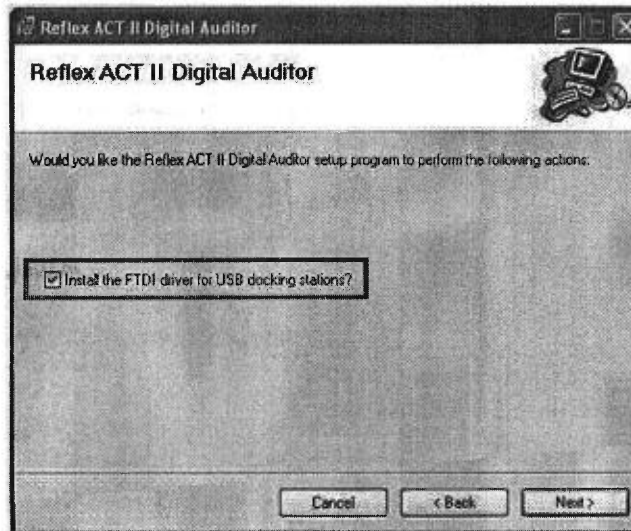 Reflex ACT II Digital Auditor
Reflex ACT II Digital Auditor
Would you like the Reflex ACT II Digital Auditor setup program to perform the following actions:
Install the FTDI driver for USB docking stations?
Cancel
< Back
Next >